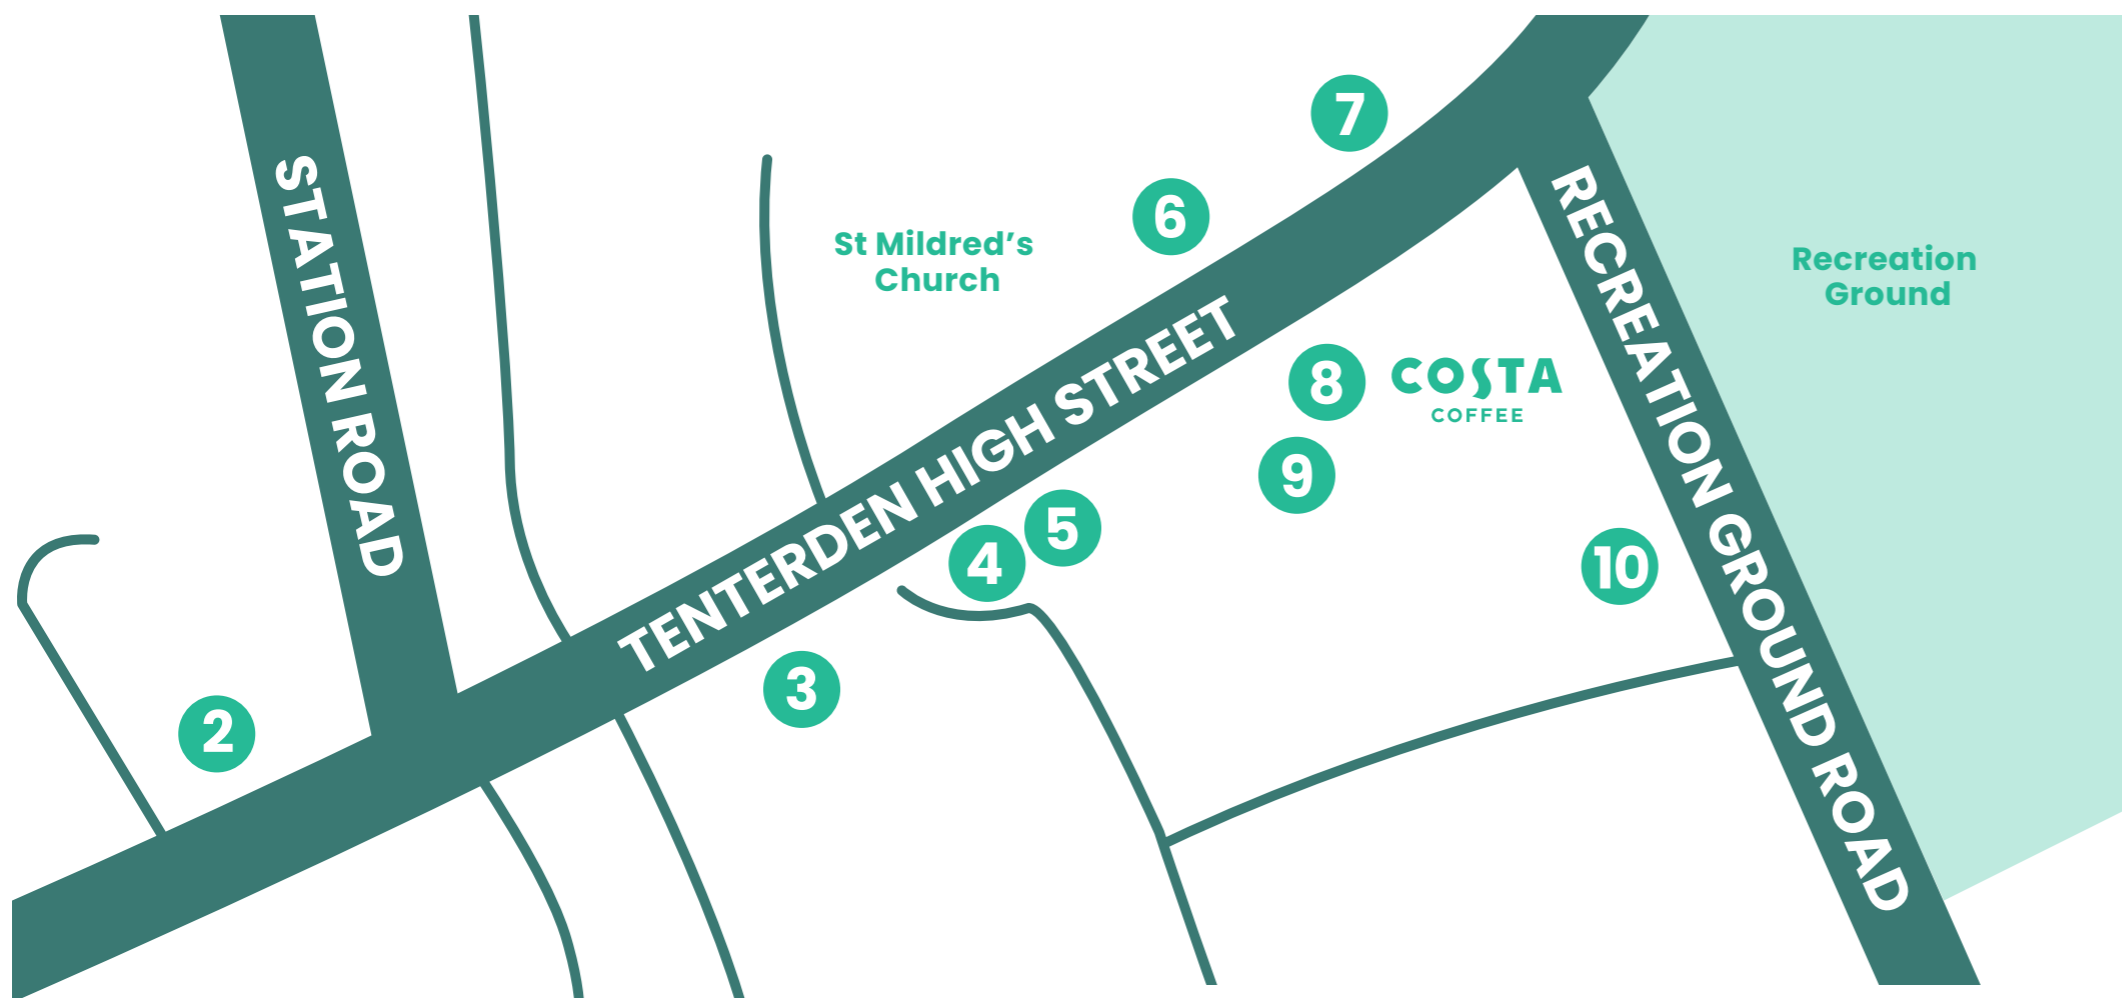 7
STATION ROAD
6
St Mildred's
Church
RECREATION GROUND ROAD
Recreation
Ground
TENTERDEN HIGH STREET
8
COSTA
COFFEE
9
5
4
10
3
2